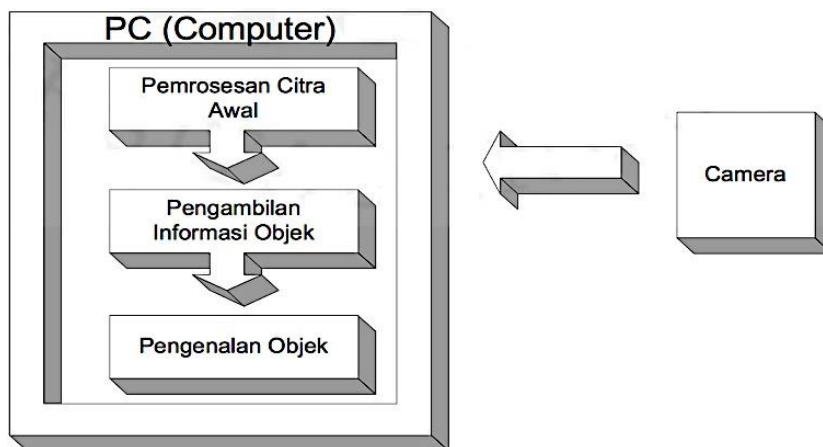 PC (Computer)
Pemrosesan Citra
Awal
Pengambilan
Informasi Objek
Pengenalan Objek
Camera